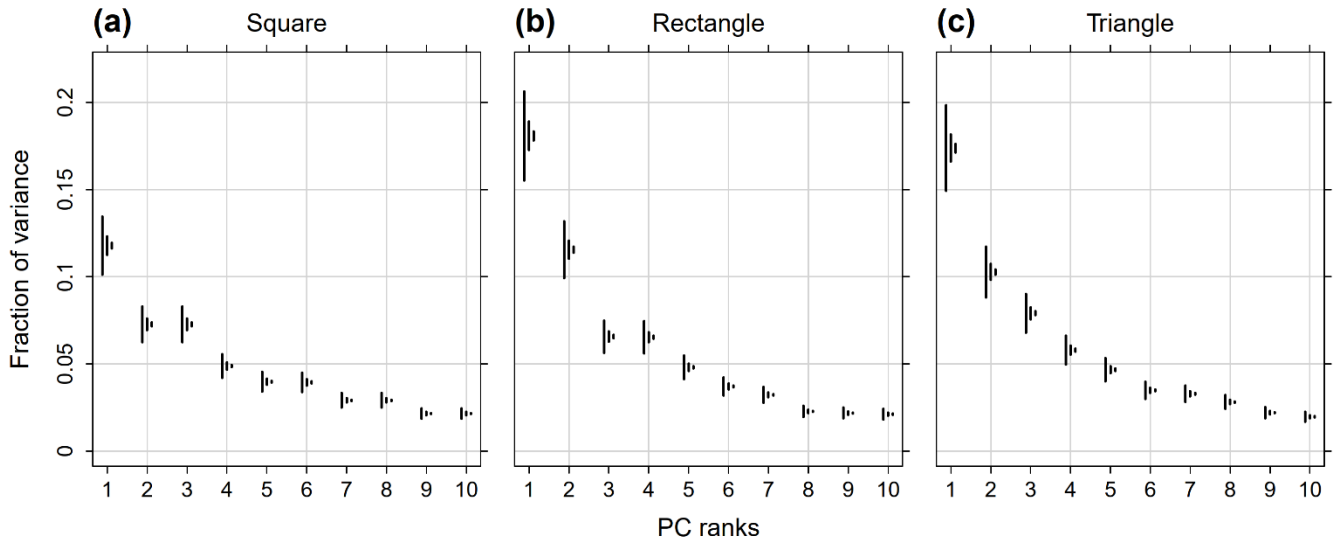 (a) Square (b) Rectangle (c) Triangle
Fraction of variance
0.2
0.15
0.1
0.05
0
1 2 3 4 5 6 7 8 9 10 1 2 3 4 5 6 7 8 9 10 1 2 3 4 5 6 7 8 9 10
PC ranks